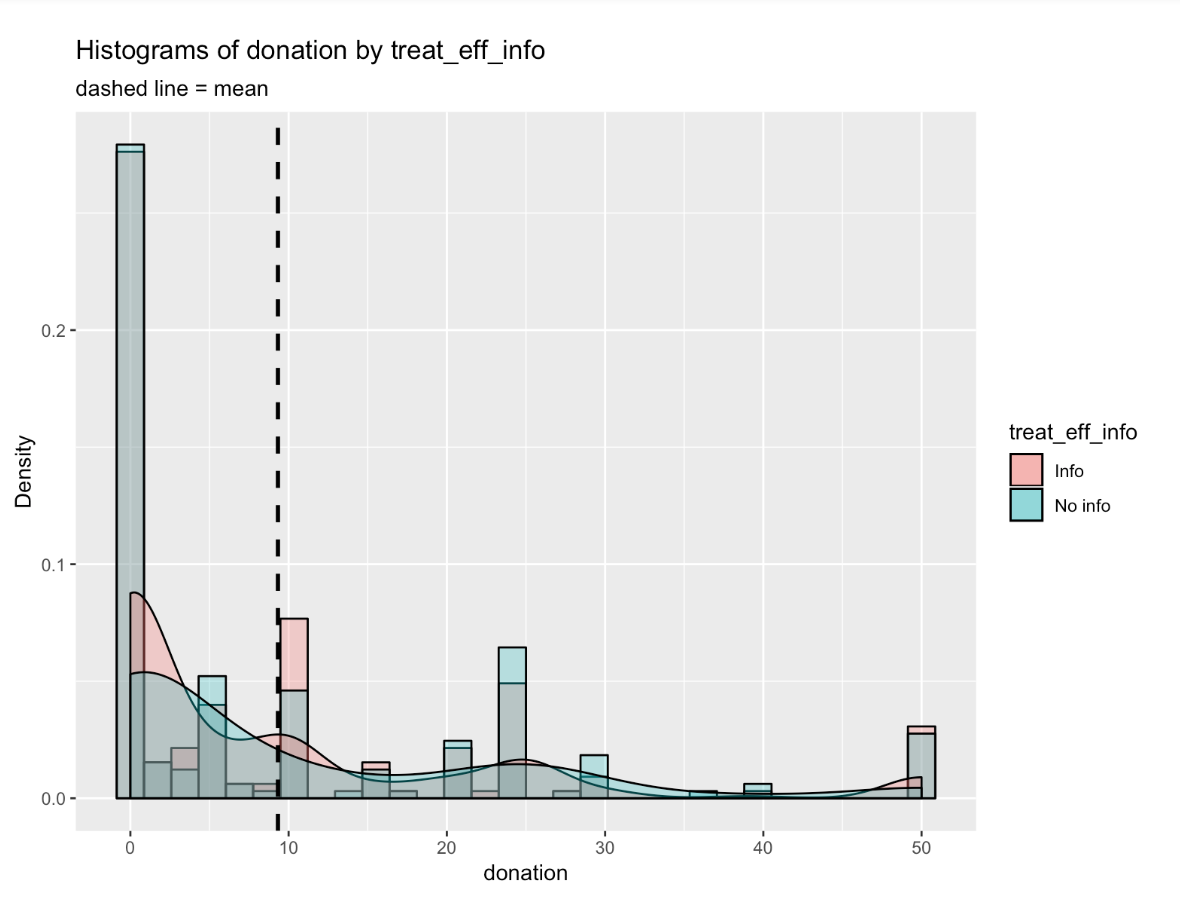 Histograms of donation by treat_eff_info
dashed line = mean
Density
0.2
0.1
0.0
0 10 20 30 40 50
donation
treat_eff_info
Info
No info